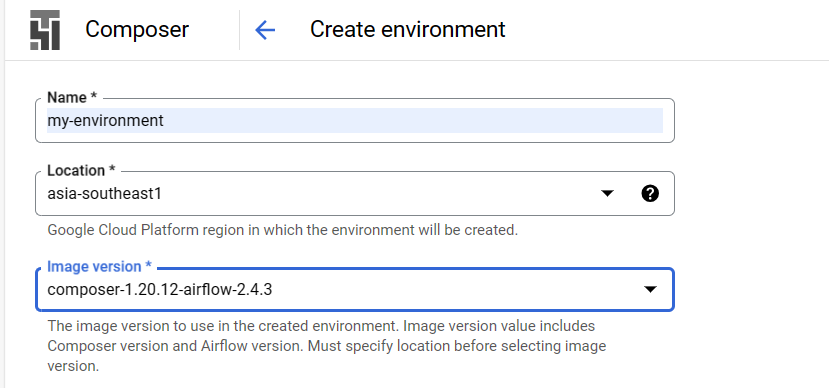 Composer
Create environment
Name *
my-environment
Location *
asia-southeast1
Google Cloud Platform region in which the environment will be created.
Image version *
composer-1.20.12-airflow-2.4.3
The image version to use in the created environment. Image version value includes
Composer version and Airflow version. Must specify location before selecting image
version.